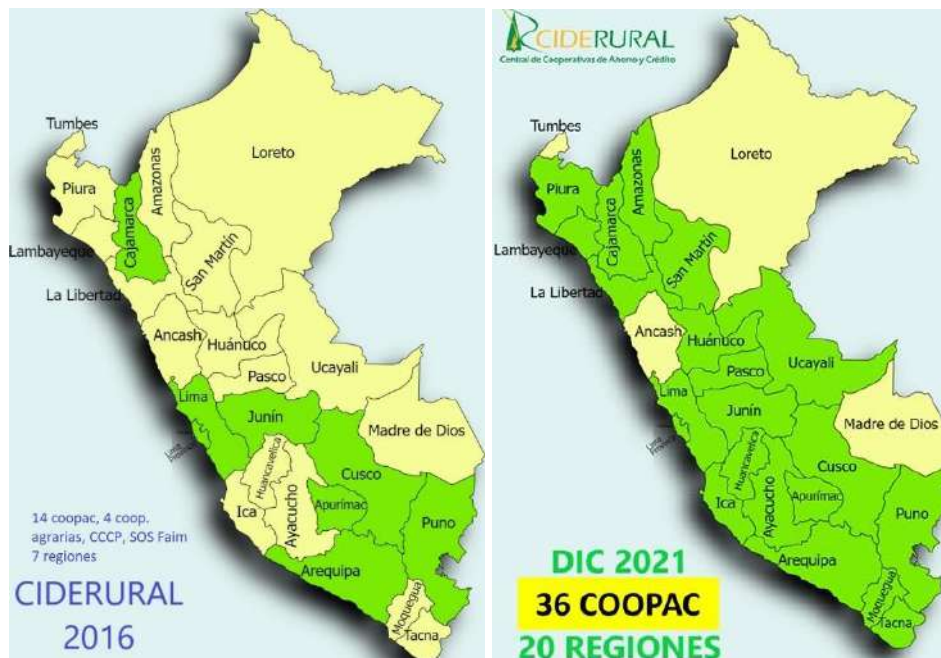 Tumbes
Loreto
Piura
Amazonas
Cajamarca
Lambayeque
San Martín
La Libertad
Ancash
Huánuco
Pasco
Ucayali
Lima
Junín
Madre de Dios
Lima
Huancavelica
Cusco
Ica
Ayacucho
Apurímac
Puno
Arequipa
Moquegua
Tacna
14 coopac, 4 coop.
agrarias, CCCP, SOS Faim
7 regiones
CIDERURAL
2016
CIDERURAL
Central de Cooperativas de Ahorro y Crédito
Tumbes
Loreto
Piura
Amazonas
Cajamarca
Lambayeque
San Martín
La Libertad
Ancash
Huánuco
Pasco
Ucayali
Lima
Junín
Madre de Dios
Lima
Huancavelica
Cusco
Ica
Ayacucho
Apurímac
Puno
Arequipa
Moquegua
Tacna
DIC 2021
36 COOPAC
20 REGIONES